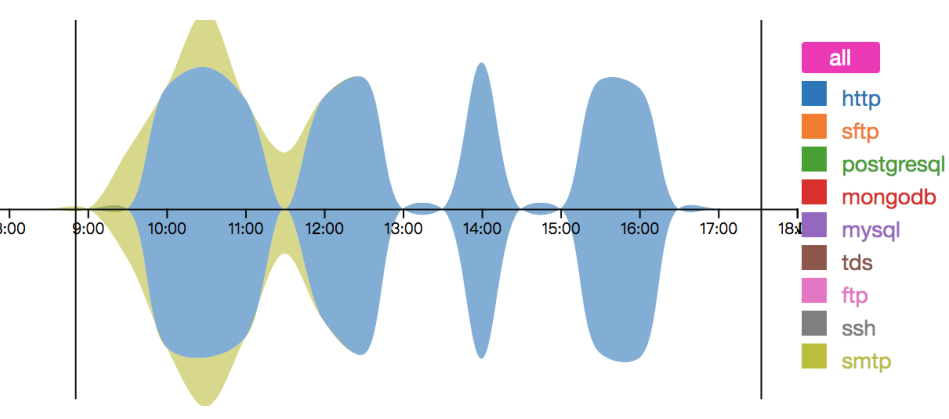 all
http
sftp
postgresql
mongodb
mysql
tds
ftp
ssh
smtp
9:00 10:00 11:00 12:00 13:00 14:00 15:00 16:00 17:00